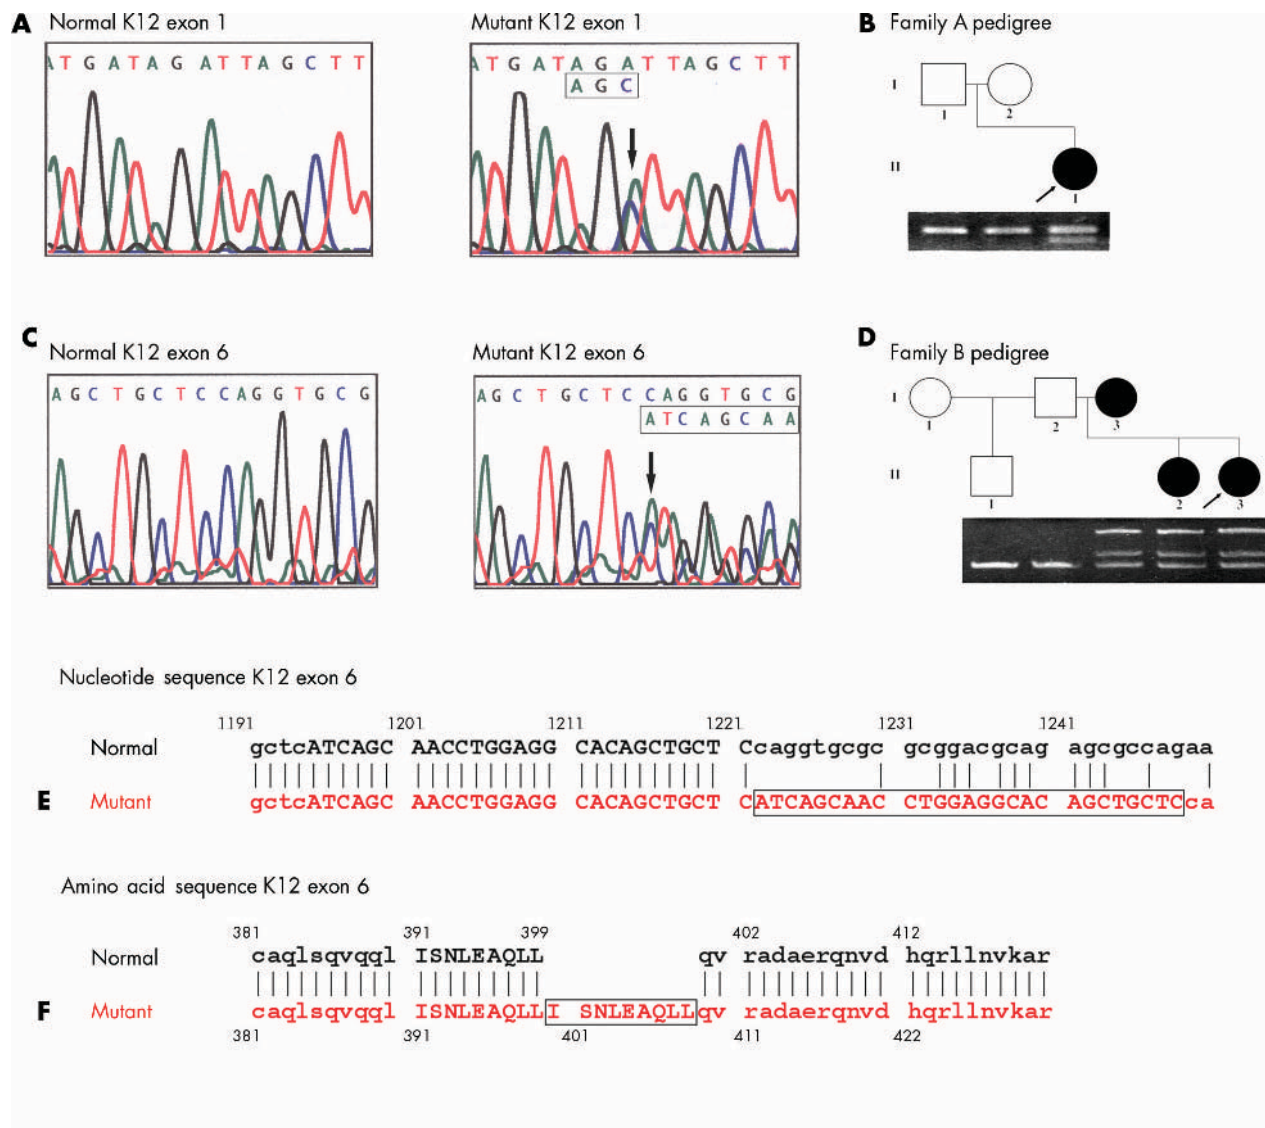 A Normal K12 exon 1
ATGATAGATTAGCTT
Mutant K12 exon 1
ATGATAGATTAGCTT
AGC
B Family A pedigree
I
1
2
II
1
C Normal K12 exon 6
AGCTGCTCCAGGTGCG
Mutant K12 exon 6
AGCTGCTCCAGGTGCG
ATCAGCAA
D Family B pedigree
I
1
2
3
II
1
2
3
Nucleotide sequence K12 exon 6
1191 1201 1211 1221 1231 1241
Normal gctcATCAGC AACCTGGAGG CACAGCTGCT Ccaggtgcgc gcggacgcag agcgccagaa
E Mutant gctcATCAGC AACCTGGAGG CACAGCTGCT CATCAGCAAC CTGGAGGCAC AGCTGCTCca
Amino acid sequence K12 exon 6
381 391 399 402 412
Normal caqlsqvqql ISNLEAQLL qv radaerqnvd hqrllnvkar
F Mutant caqlsqvqql ISNLEAQLLI SNLEAQLLqv radaerqnvd hqrllnvkar
381 391 401 411 422